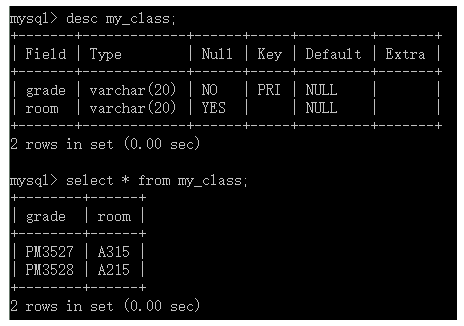 mysql> desc my_class;
+-------+-------------+------+-----+---------+-------+
| Field | Type        | Null | Key | Default | Extra |
+-------+-------------+------+-----+---------+-------+
| grade | varchar(20) | NO   | PRI | NULL    |       |
| room  | varchar(20) | YES  |     | NULL    |       |
+-------+-------------+------+-----+---------+-------+
2 rows in set (0.00 sec)
mysql> select * from my_class;
+--------+------+
| grade  | room |
+--------+------+
| PM3527 | A315 |
| PM3528 | A215 |
+--------+------+
2 rows in set (0.00 sec)